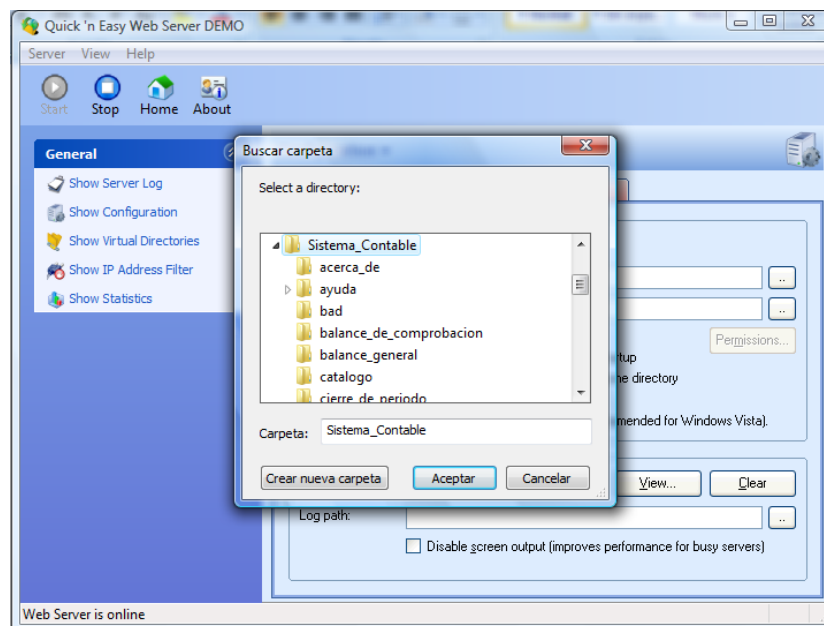 Quick 'n Easy Web Server DEMO
Server View Help
Start Stop Home About
General
Show Server Log
Show Configuration
Show Virtual Directories
Show IP Address Filter
Show Statistics
Buscar carpeta
Select a directory:
Sistema_Contable
acerca_de
ayuda
bad
balance_de_comprobacion
balance_general
catalogo
cierre_de_periodo
Carpeta: Sistema_Contable
Crear nueva carpeta Aceptar Cancelar
..
..
Permissions...
tup
ne directory
mended for Windows Vista).
View... Clear
Log path: ..
Disable screen output (improves performance for busy servers)
Web Server is online